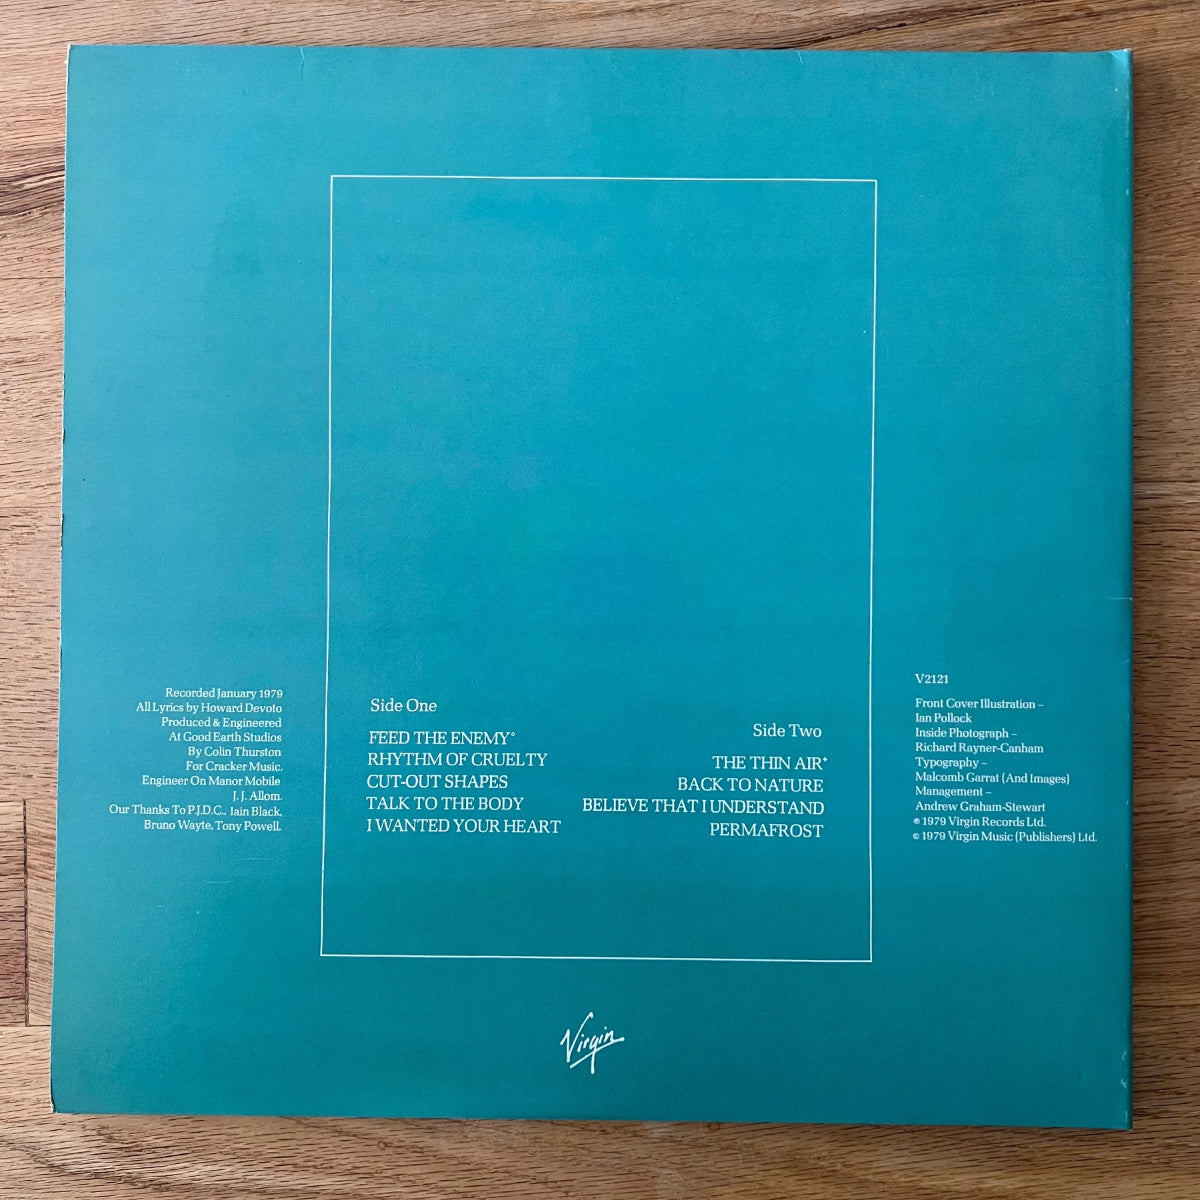 Recorded January 1979
All Lyrics by Howard Devoto
Produced & Engineered
At Good Earth Studios
By Colin Thurston
For Cracker Music.
Engineer On Manor Mobile
J. J. Allom.
Our Thanks To P.J.D.C., Iain Black,
Bruno Wayte, Tony Powell.
Side One
FEED THE ENEMY°
RHYTHM OF CRUELTY
CUT-OUT SHAPES
TALK TO THE BODY
I WANTED YOUR HEART
Side Two
THE THIN AIR+
BACK TO NATURE
BELIEVE THAT I UNDERSTAND
PERMAFROST
V2121
Front Cover Illustration –
Ian Pollock
Inside Photograph –
Richard Rayner-Canham
Typography –
Malcomb Garrat (And Images)
Management –
Andrew Graham-Stewart
℗ 1979 Virgin Records Ltd.
© 1979 Virgin Music (Publishers) Ltd.
Virgin